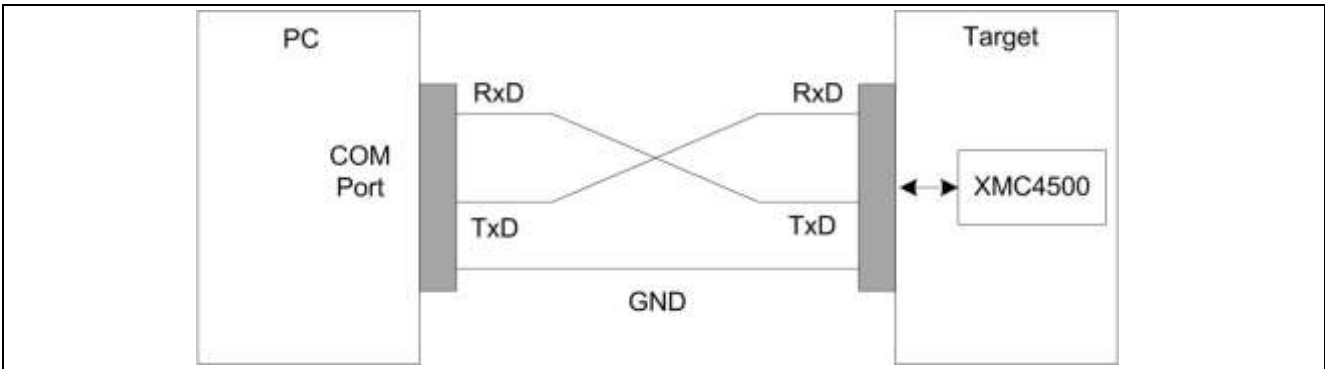 PC
Target
RxD
RxD
COM
Port
XMC4500
TxD
TxD
GND